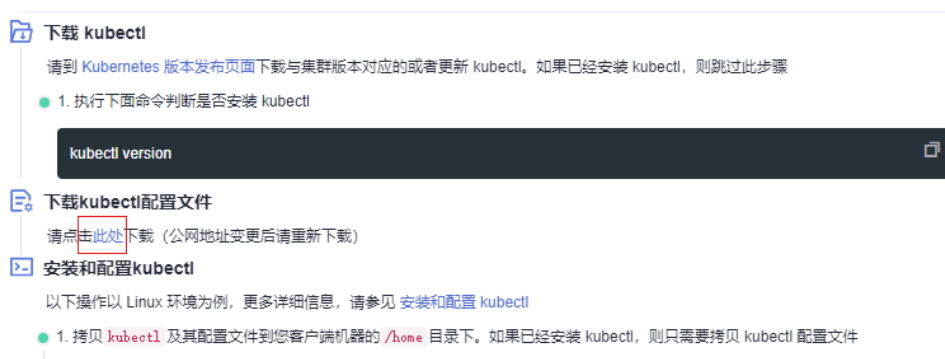 下载 kubectl
请到 Kubernetes 版本发布页面下载与集群版本对应的或者更新 kubectl。如果已经安装 kubectl，则跳过此步骤
1. 执行下面命令判断是否安装 kubectl
kubectl version
下载kubectl配置文件
请点击此处下载（公网地址变更后请重新下载）
安装和配置kubectl
以下操作以 Linux 环境为例，更多详细信息，请参见 安装和配置 kubectl
1. 拷贝 kubectl 及其配置文件到您客户端机器的 /home 目录下。如果已经安装 kubectl，则只需要拷贝 kubectl 配置文件